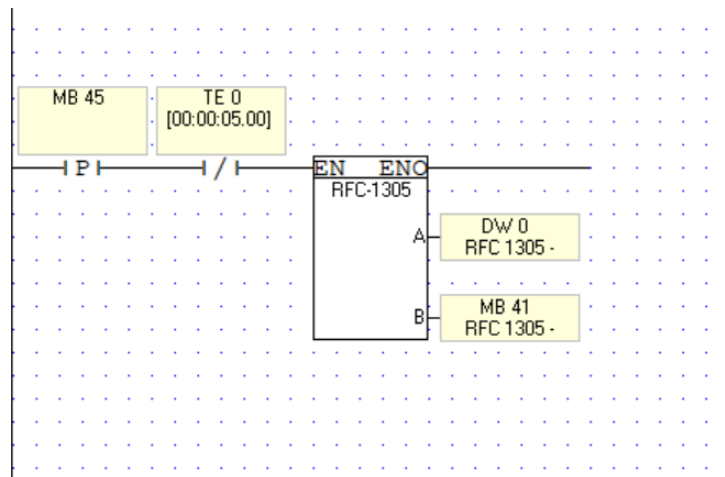 MB 45
TE 0
[00:00:05.00]
P
/
EN ENO
RFC-1305
A
DW 0
RFC 1305 -
B
MB 41
RFC 1305 -